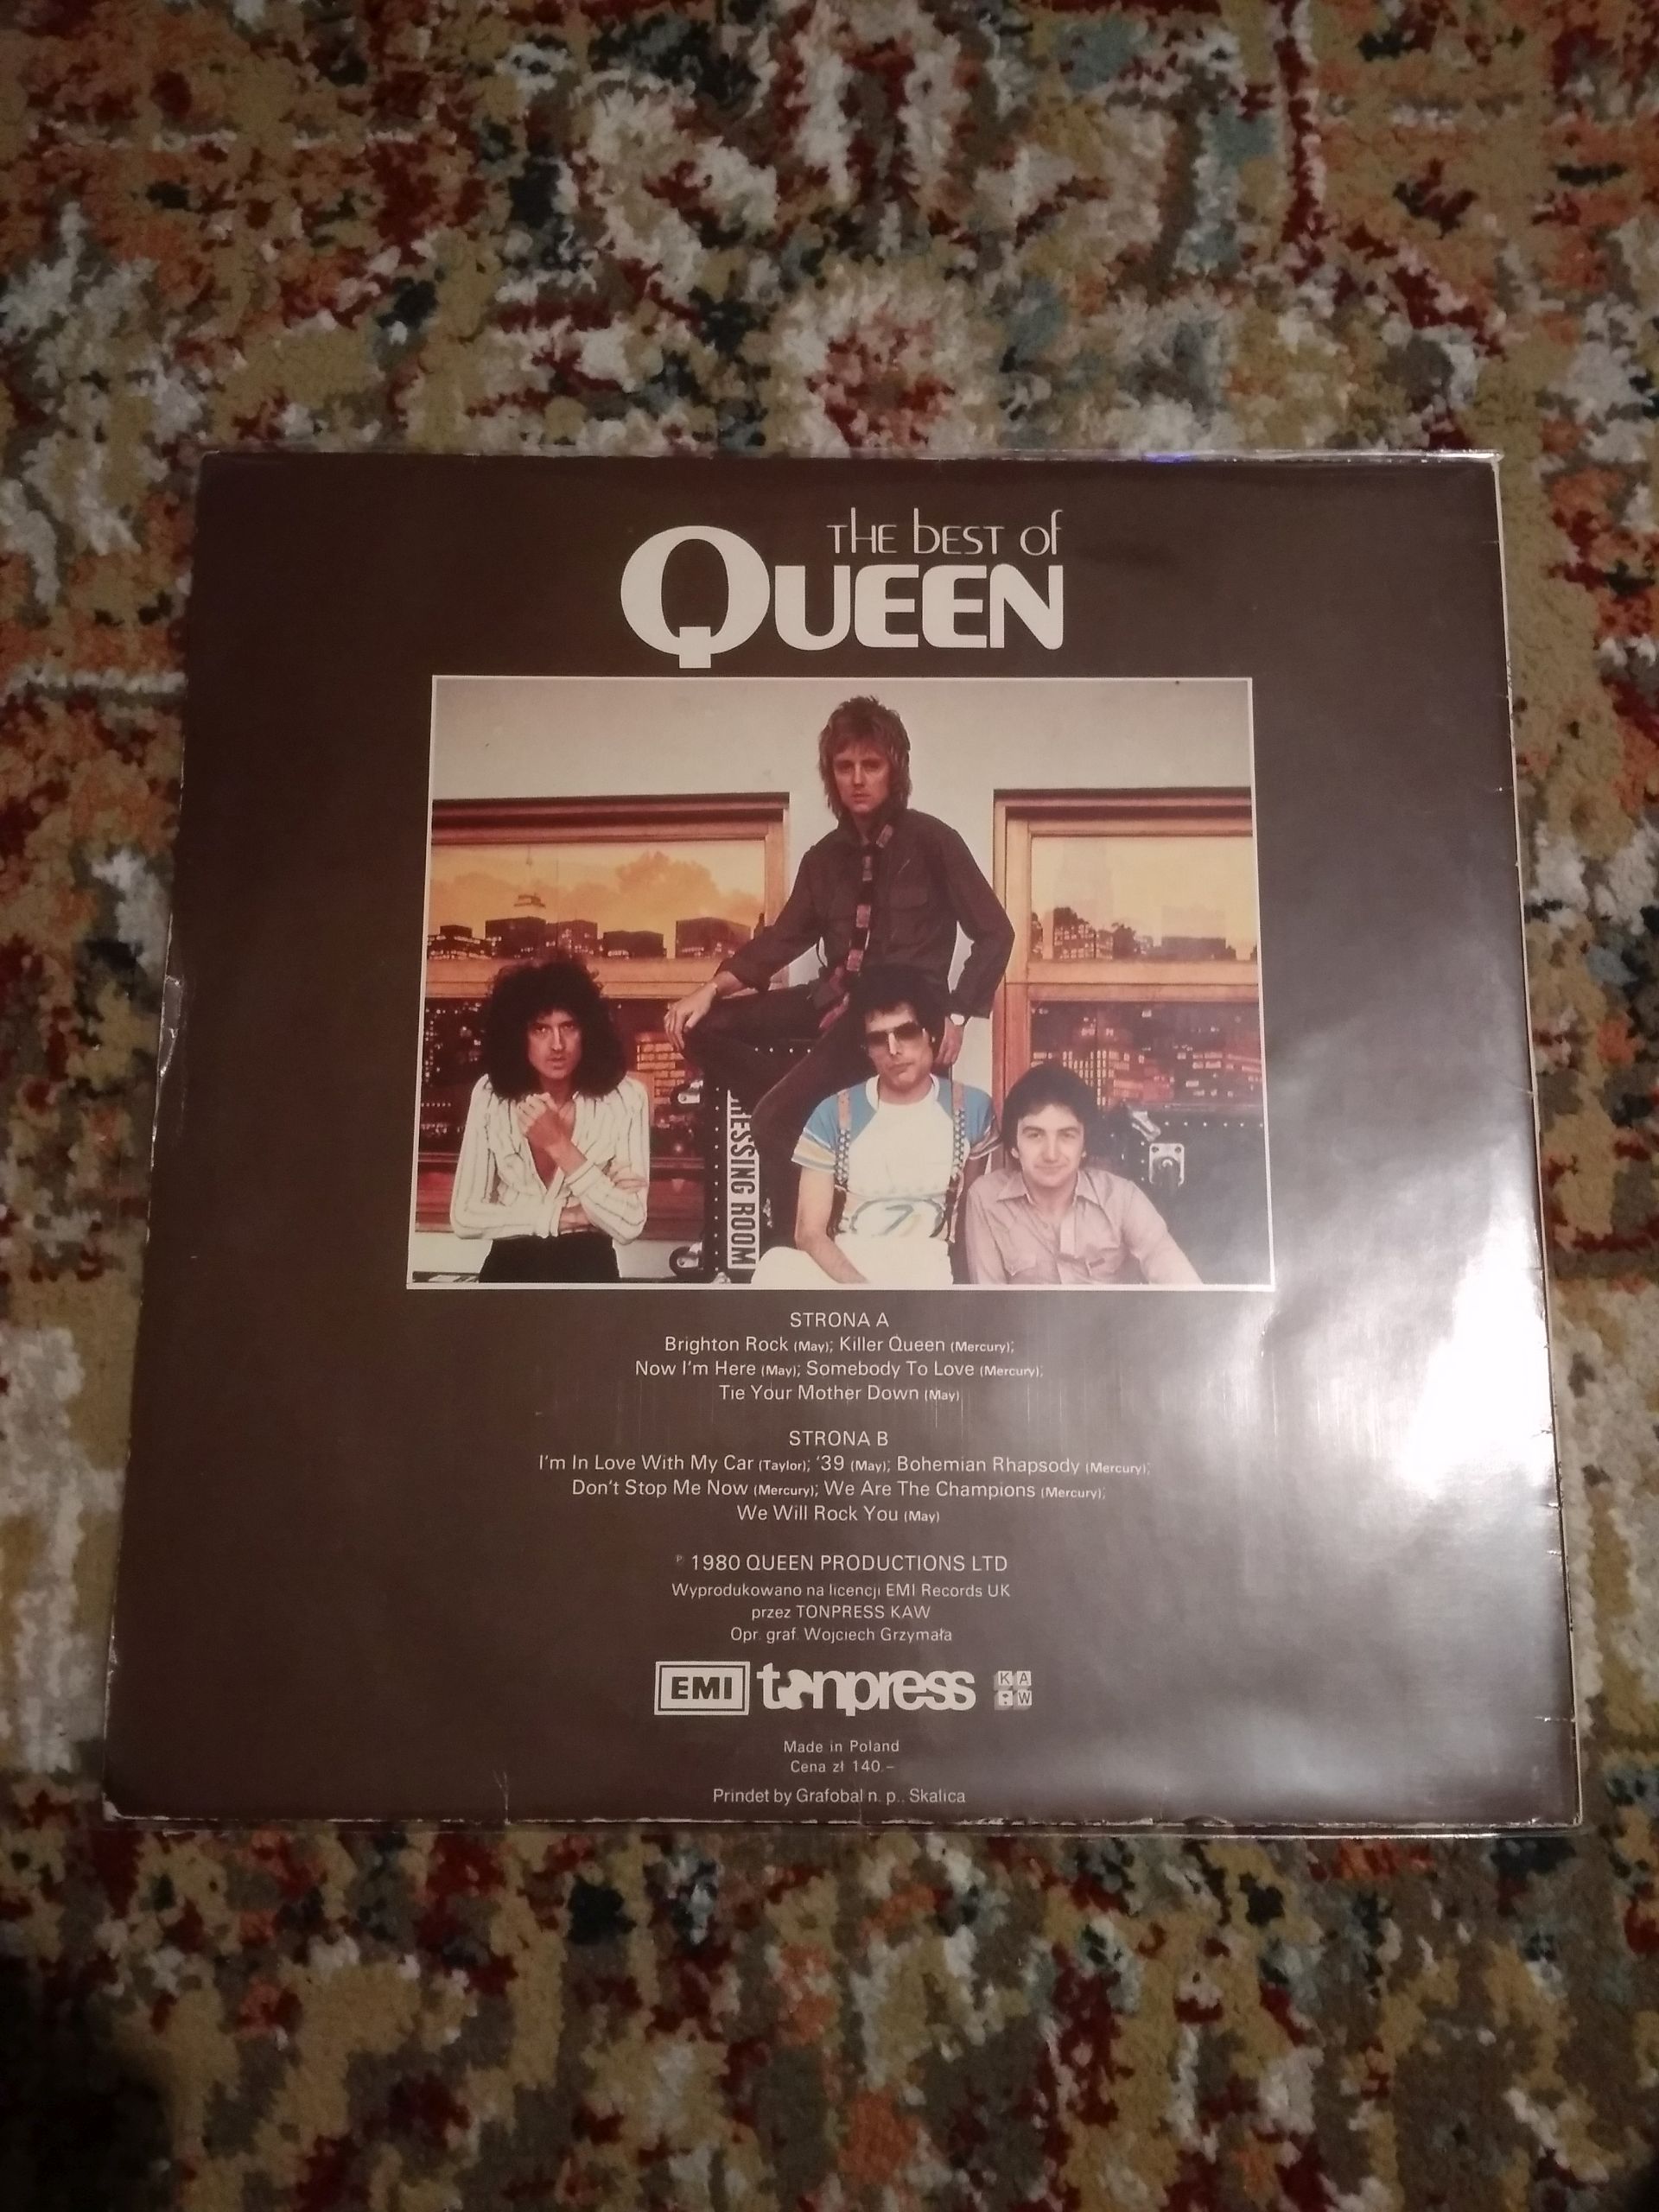 THE BEST OF
QUEEN
...ESSING ROOM
STRONA A
Brighton Rock (May); Killer Queen (Mercury);
Now I'm Here (May); Somebody To Love (Mercury);
Tie Your Mother Down (May)
STRONA B
I'm In Love With My Car (Taylor); '39 (May); Bohemian Rhapsody (Mercury);
Don't Stop Me Now (Mercury); We Are The Champions (Mercury);
We Will Rock You (May)
℗ 1980 QUEEN PRODUCTIONS LTD
Wyprodukowano na licencji EMI Records UK
przez TONPRESS KAW
Opr. graf. Wojciech Grzymała
EMI tonpress KAW
Made in Poland
Cena zł 140.–
Prindet by Grafobal n. p., Skalica